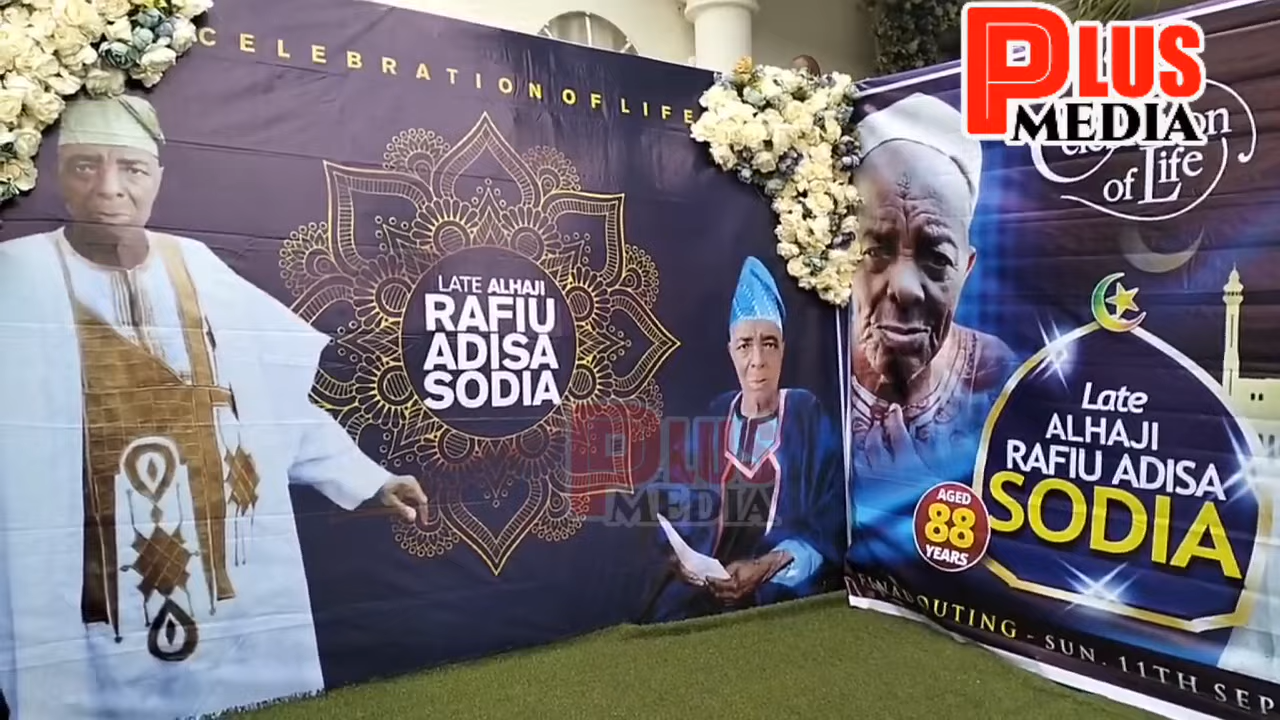 CELEBRATION OF LIFE
LATE ALHAJI
RAFIU
ADISA
SODIA
PLUS
MEDIA
PLUS
MEDIA
of Life
Late
ALHAJI
RAFIU ADISA
SODIA
AGED
88
YEARS
OUTING - SUN. 11TH SEP